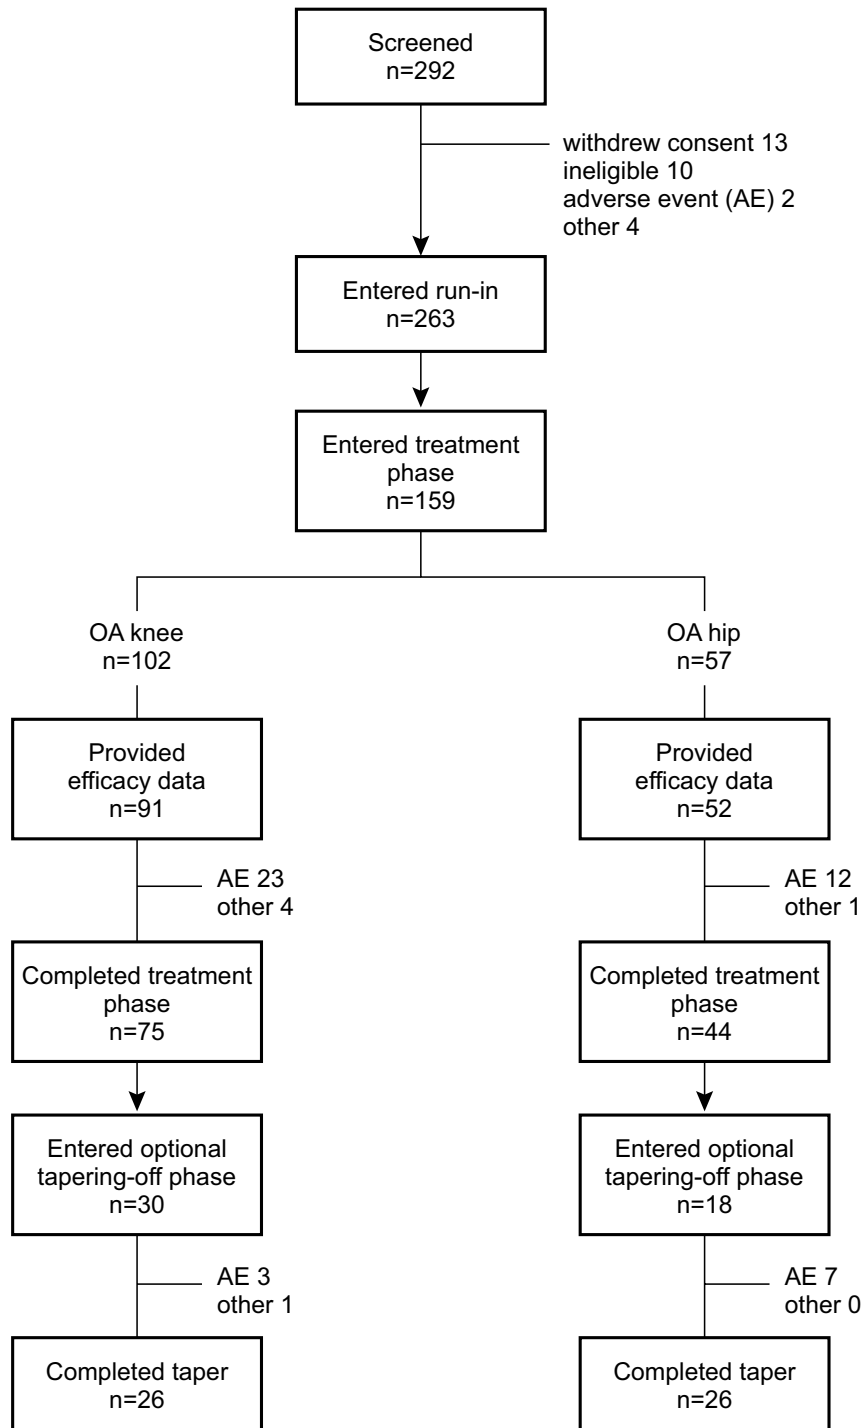 Screened
n=292
withdrew consent 13
ineligible 10
adverse event (AE) 2
other 4
Entered run-in
n=263
Entered treatment
phase
n=159
OA knee
n=102
OA hip
n=57
Provided
efficacy data
n=91
Provided
efficacy data
n=52
AE 23
other 4
AE 12
other 1
Completed treatment
phase
n=75
Completed treatment
phase
n=44
Entered optional
tapering-off phase
n=30
Entered optional
tapering-off phase
n=18
AE 3
other 1
AE 7
other 0
Completed taper
n=26
Completed taper
n=26